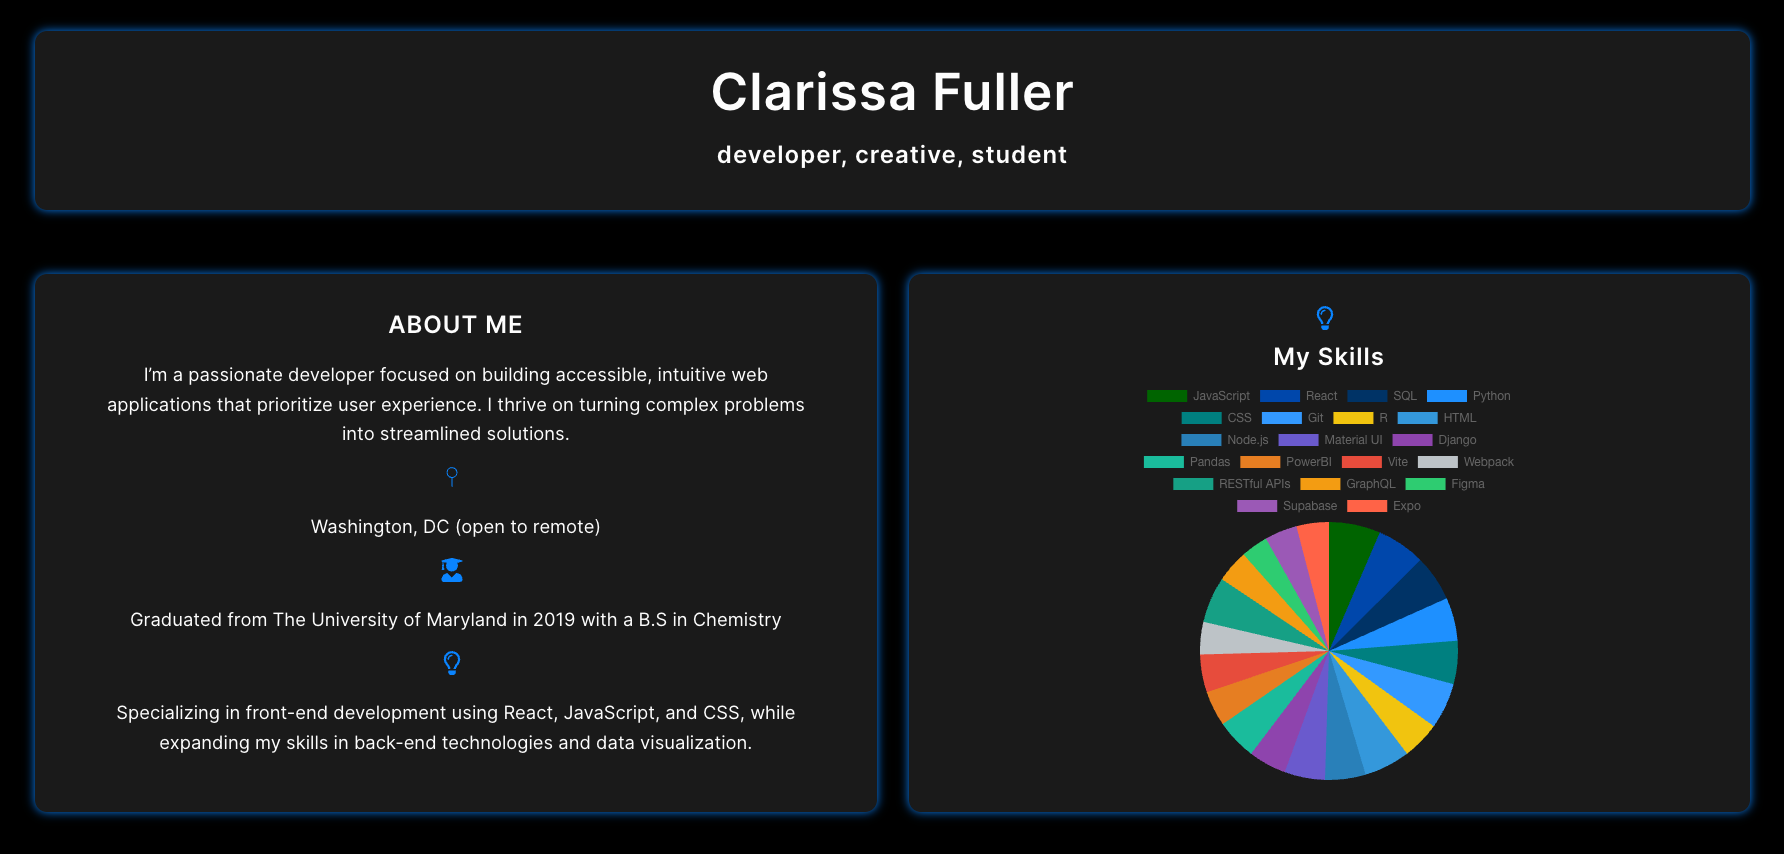 Clarissa Fuller
developer, creative, student
ABOUT ME
I’m a passionate developer focused on building accessible, intuitive web
applications that prioritize user experience. I thrive on turning complex problems
into streamlined solutions.
Washington, DC (open to remote)
Graduated from The University of Maryland in 2019 with a B.S in Chemistry
Specializing in front-end development using React, JavaScript, and CSS, while
expanding my skills in back-end technologies and data visualization.
My Skills
JavaScript React SQL Python
CSS Git R HTML
Node.js Material UI Django
Pandas PowerBI Vite Webpack
RESTful APIs GraphQL Figma
Supabase Expo